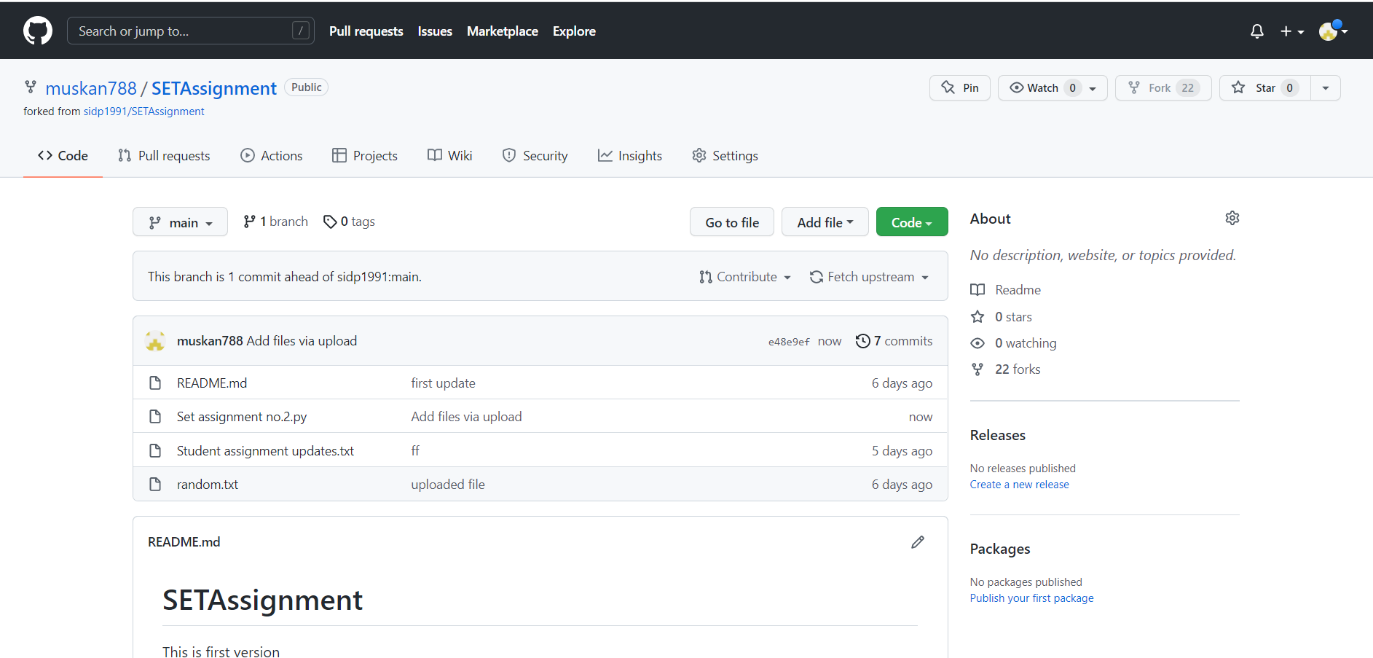 Search or jump to... /
Pull requests Issues Marketplace Explore
muskan788 / SETAssignment Public
Pin Watch 0 Fork 22 Star 0
forked from sidp1991/SETAssignment
Code Pull requests Actions Projects Wiki Security Insights Settings
main 1 branch 0 tags Go to file Add file Code
This branch is 1 commit ahead of sidp1991:main. Contribute Fetch upstream
muskan788 Add files via upload e48e9ef now 7 commits
README.md first update 6 days ago
Set assignment no.2.py Add files via upload now
Student assignment updates.txt ff 5 days ago
random.txt uploaded file 6 days ago
README.md
SETAssignment
This is first version
About
No description, website, or topics provided.
Readme
0 stars
0 watching
22 forks
Releases
No releases published
Create a new release
Packages
No packages published
Publish your first package